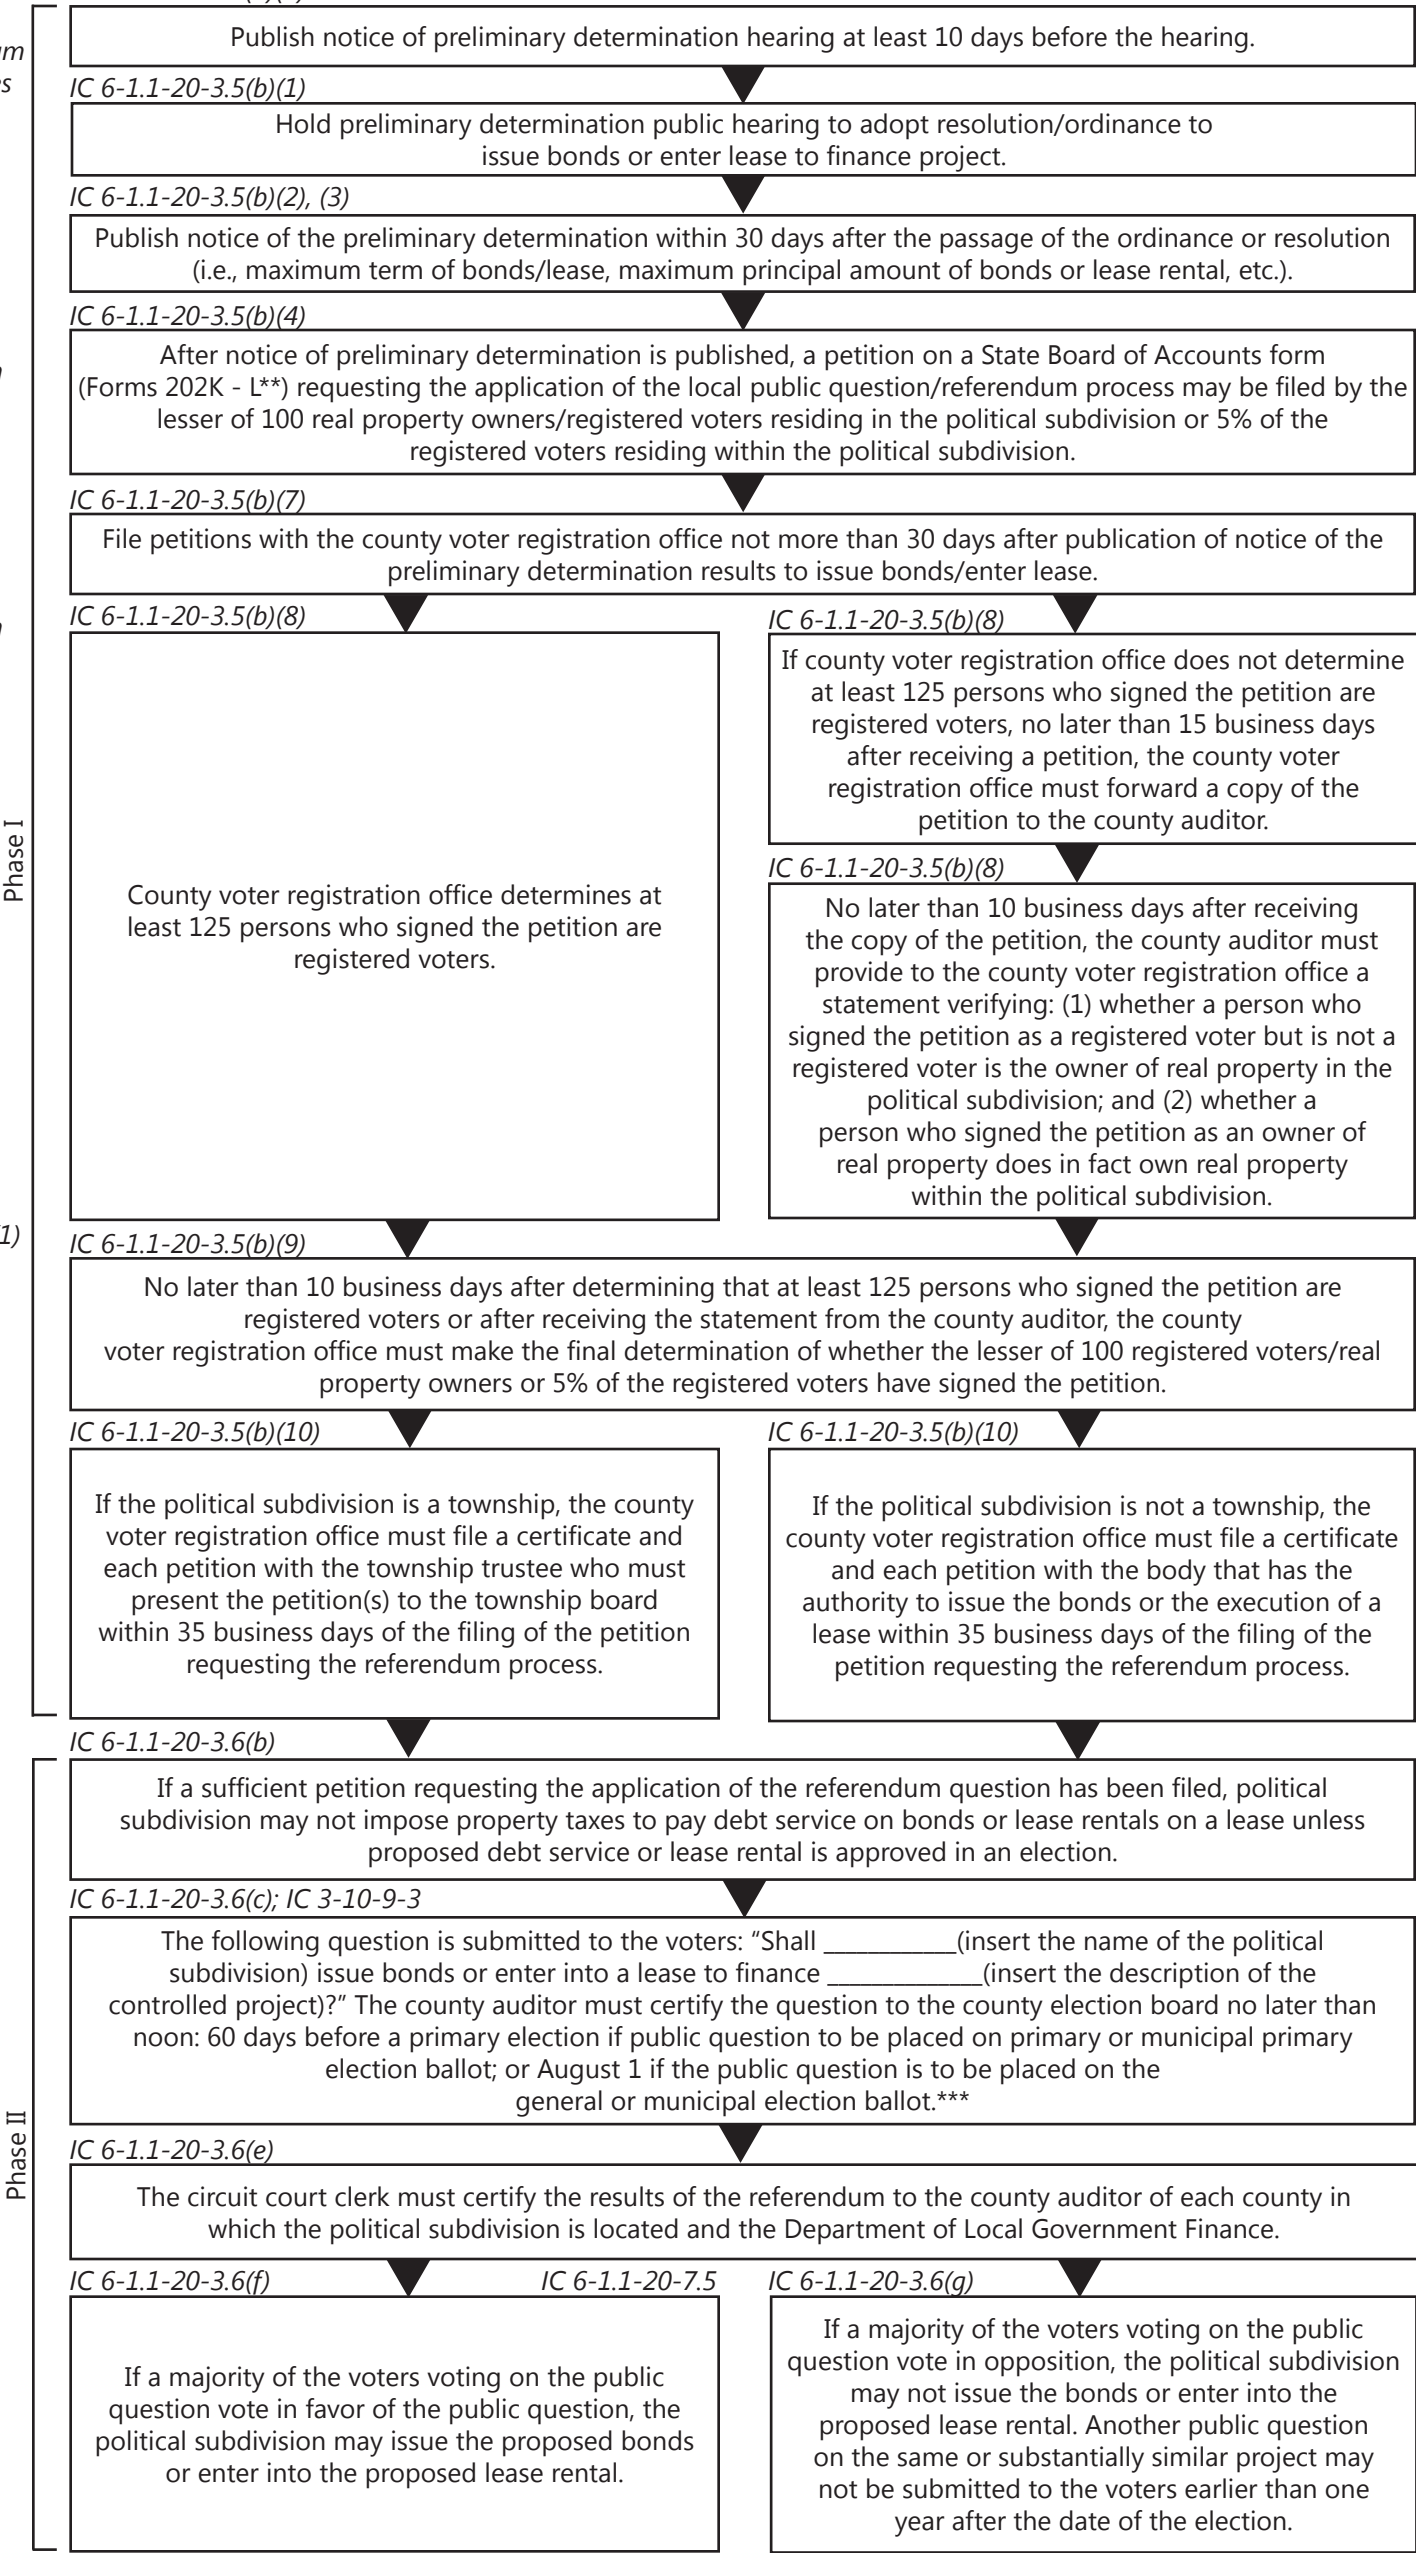 Publish notice of preliminary determination hearing at least 10 days before the hearing.
IC 6-1.1-20-3.5(b)(1)
Hold preliminary determination public hearing to adopt resolution/ordinance to
issue bonds or enter lease to finance project.
IC 6-1.1-20-3.5(b)(2), (3)
Publish notice of the preliminary determination within 30 days after the passage of the ordinance or resolution
(i.e., maximum term of bonds/lease, maximum principal amount of bonds or lease rental, etc.).
IC 6-1.1-20-3.5(b)(4)
After notice of preliminary determination is published, a petition on a State Board of Accounts form
(Forms 202K - L**) requesting the application of the local public question/referendum process may be filed by the
lesser of 100 real property owners/registered voters residing in the political subdivision or 5% of the
registered voters residing within the political subdivision.
IC 6-1.1-20-3.5(b)(7)
File petitions with the county voter registration office not more than 30 days after publication of notice of the
preliminary determination results to issue bonds/enter lease.
IC 6-1.1-20-3.5(b)(8)
County voter registration office determines at
least 125 persons who signed the petition are
registered voters.
IC 6-1.1-20-3.5(b)(8)
If county voter registration office does not determine
at least 125 persons who signed the petition are
registered voters, no later than 15 business days
after receiving a petition, the county voter
registration office must forward a copy of the
petition to the county auditor.
IC 6-1.1-20-3.5(b)(8)
No later than 10 business days after receiving
the copy of the petition, the county auditor must
provide to the county voter registration office a
statement verifying: (1) whether a person who
signed the petition as a registered voter but is not a
registered voter is the owner of real property in the
political subdivision; and (2) whether a
person who signed the petition as an owner of
real property does in fact own real property
within the political subdivision.
Phase I
1)
IC 6-1.1-20-3.5(b)(9)
No later than 10 business days after determining that at least 125 persons who signed the petition are
registered voters or after receiving the statement from the county auditor, the county
voter registration office must make the final determination of whether the lesser of 100 registered voters/real
property owners or 5% of the registered voters have signed the petition.
IC 6-1.1-20-3.5(b)(10)
If the political subdivision is a township, the county
voter registration office must file a certificate and
each petition with the township trustee who must
present the petition(s) to the township board
within 35 business days of the filing of the petition
requesting the referendum process.
IC 6-1.1-20-3.5(b)(10)
If the political subdivision is not a township, the
county voter registration office must file a certificate
and each petition with the body that has the
authority to issue the bonds or the execution of a
lease within 35 business days of the filing of the
petition requesting the referendum process.
IC 6-1.1-20-3.6(b)
If a sufficient petition requesting the application of the referendum question has been filed, political
subdivision may not impose property taxes to pay debt service on bonds or lease rentals on a lease unless
proposed debt service or lease rental is approved in an election.
IC 6-1.1-20-3.6(c); IC 3-10-9-3
The following question is submitted to the voters: “Shall ____________(insert the name of the political
subdivision) issue bonds or enter into a lease to finance ______________(insert the description of the
controlled project)?” The county auditor must certify the question to the county election board no later than
noon: 60 days before a primary election if public question to be placed on primary or municipal primary
election ballot; or August 1 if the public question is to be placed on the
general or municipal election ballot.***
Phase II
IC 6-1.1-20-3.6(e)
The circuit court clerk must certify the results of the referendum to the county auditor of each county in
which the political subdivision is located and the Department of Local Government Finance.
IC 6-1.1-20-3.6(f)
IC 6-1.1-20-7.5
If a majority of the voters voting on the public
question vote in favor of the public question, the
political subdivision may issue the proposed bonds
or enter into the proposed lease rental.
IC 6-1.1-20-3.6(g)
If a majority of the voters voting on the public
question vote in opposition, the political subdivision
may not issue the bonds or enter into the
proposed lease rental. Another public question
on the same or substantially similar project may
not be submitted to the voters earlier than one
year after the date of the election.